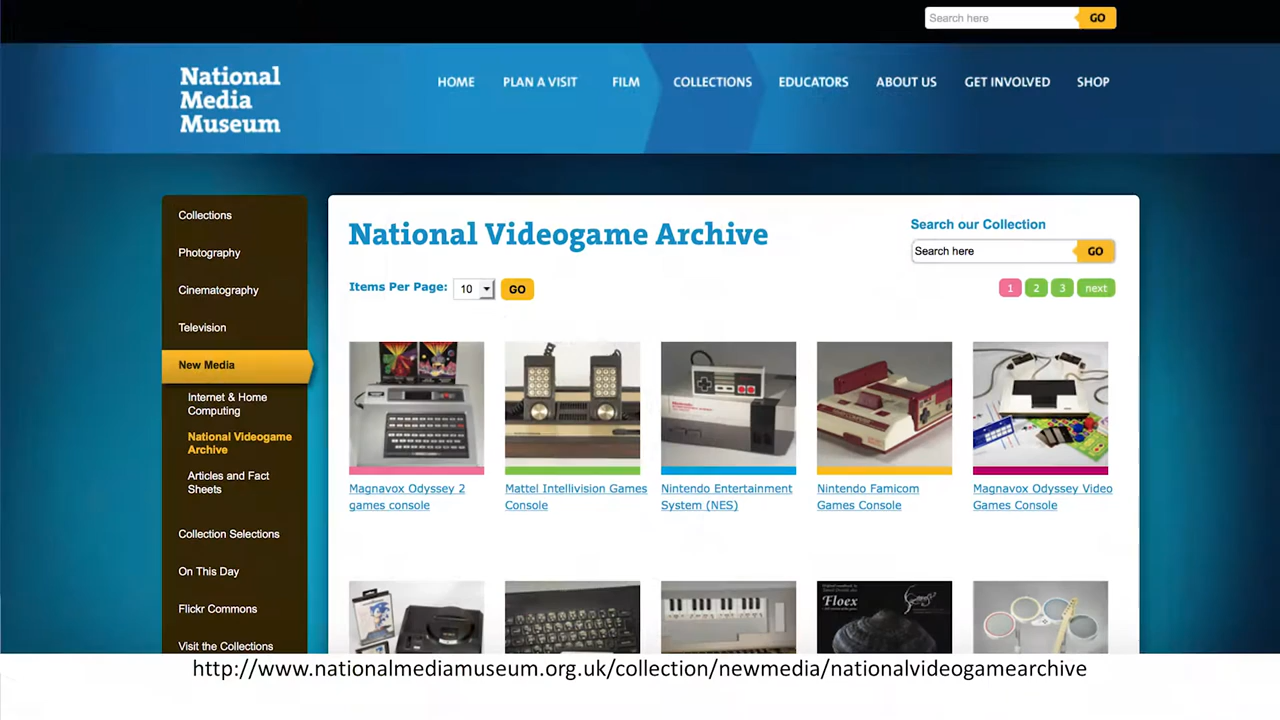 Search here
GO
National
Media
Museum
HOME PLAN A VISIT FILM COLLECTIONS EDUCATORS ABOUT US GET INVOLVED SHOP
Collections
Photography
Cinematography
Television
New Media
Internet & Home
Computing
National Videogame
Archive
Articles and Fact
Sheets
Collection Selections
On This Day
Flickr Commons
Visit the Collections
National Videogame Archive
Search our Collection
Search here
GO
Items Per Page: 10 GO
1 2 3 next
Magnavox Odyssey 2
games console
Mattel Intellivision Games
Console
Nintendo Entertainment
System (NES)
Nintendo Famicom
Games Console
Magnavox Odyssey Video
Games Console
Floex
http://www.nationalmediamuseum.org.uk/collection/newmedia/nationalvideogamearchive